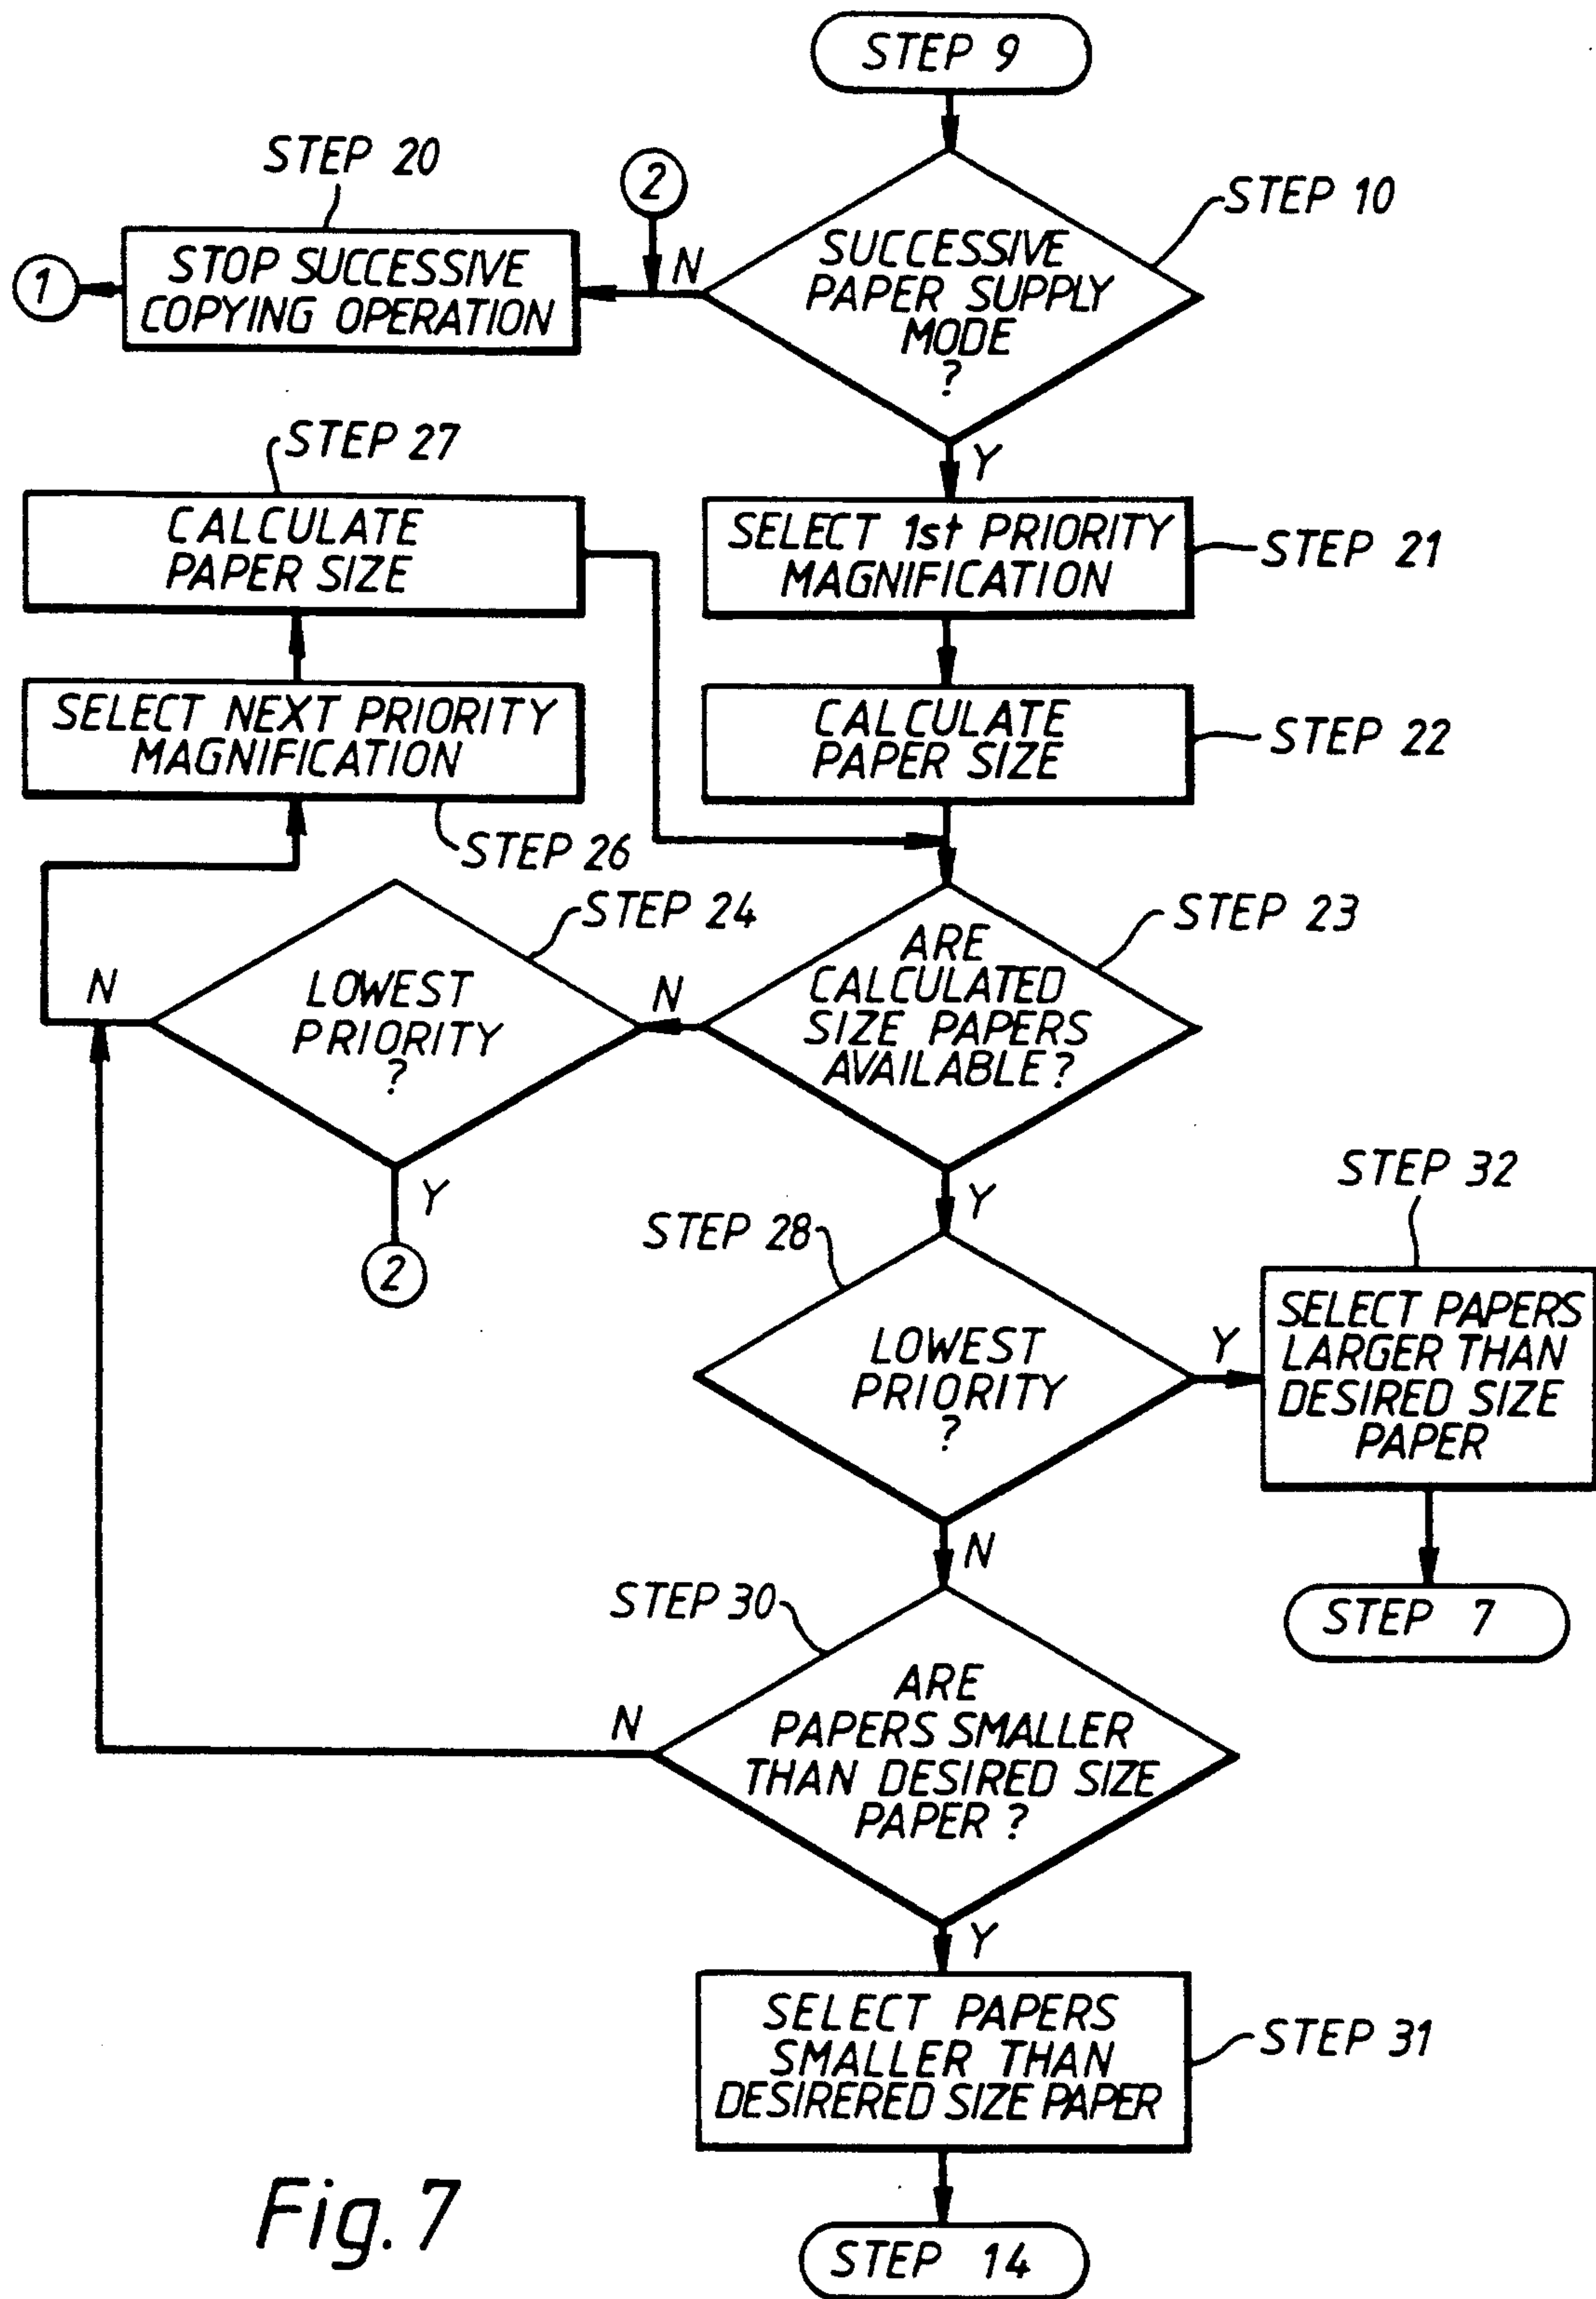 STEP 9
STEP 20
2
STEP 10
SUCCESSIVE
PAPER SUPPLY
MODE
?
N
STOP SUCCESSIVE
COPYING OPERATION
1
Y
STEP 27
CALCULATE
PAPER SIZE
SELECT 1st PRIORITY
MAGNIFICATION
STEP 21
SELECT NEXT PRIORITY
MAGNIFICATION
CALCULATE
PAPER SIZE
STEP 22
STEP 26
STEP 24
STEP 23
ARE
CALCULATED
SIZE PAPERS
AVAILABLE?
N
LOWEST
PRIORITY
?
N
Y
2
Y
STEP 28
LOWEST
PRIORITY
?
Y
STEP 32
SELECT PAPERS
LARGER THAN
DESIRED SIZE
PAPER
STEP 7
N
STEP 30
ARE
PAPERS SMALLER
THAN DESIRED SIZE
PAPER ?
N
Y
SELECT PAPERS
SMALLER THAN
DESIRERED SIZE PAPER
STEP 31
STEP 14
Fig. 7